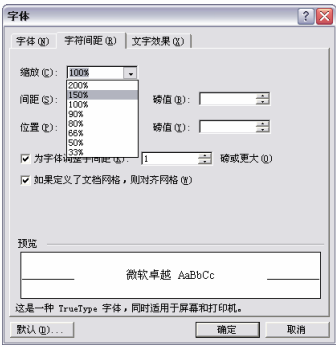 字体
字体(N) 字符间距(R) 文字效果(X)
缩放(C): 100%
200%
150%
100%
90%
80%
66%
50%
33%
间距(S): 磅值(B):
位置(P): 磅值(Y):
为字体调整字间距(K): 1 磅或更大(O)
如果定义了文档网格，则对齐网格(W)
预览
微软卓越 AaBbCc
这是一种 TrueType 字体，同时适用于屏幕和打印机。
默认(D)... 确定 取消